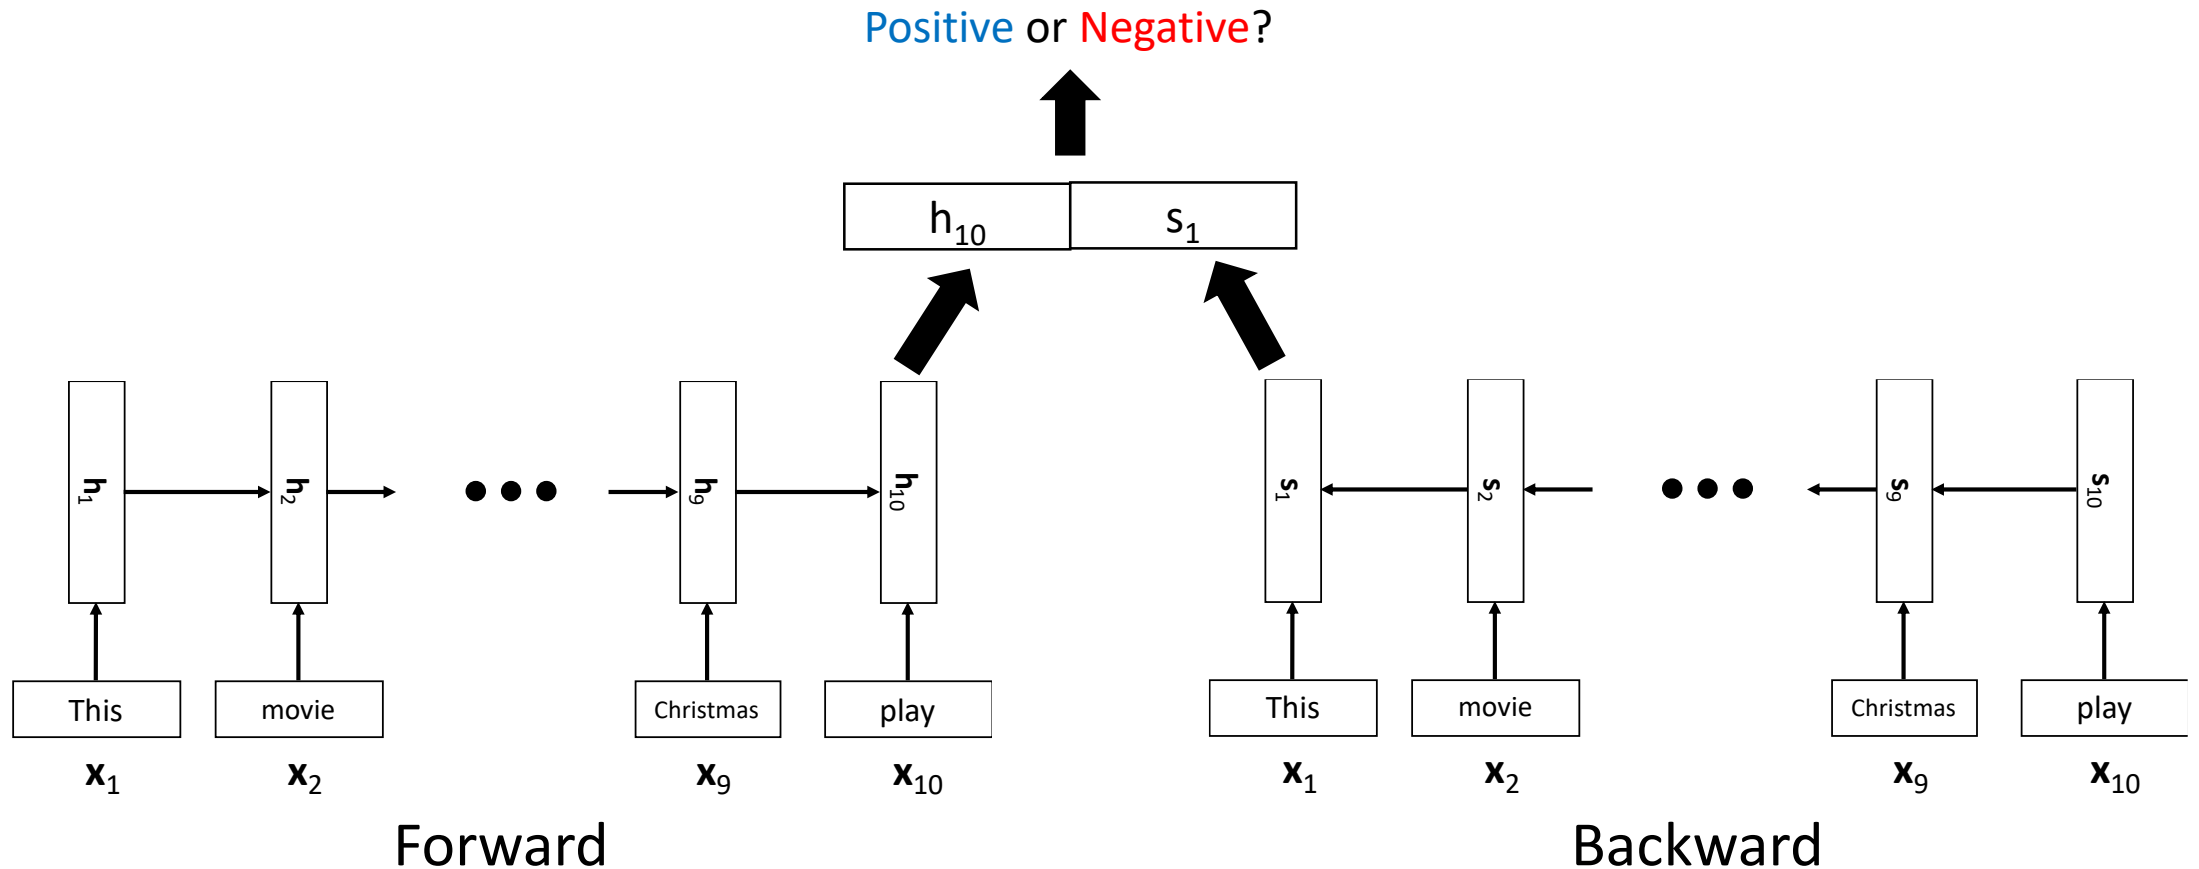 Positive or Negative?
h₁₀ s₁
h₁ h₂ h₉ h₁₀ s₁ s₂ s₉ s₁₀
This movie Christmas play This movie Christmas play
x₁ x₂ x₉ x₁₀ x₁ x₂ x₉ x₁₀
Forward Backward